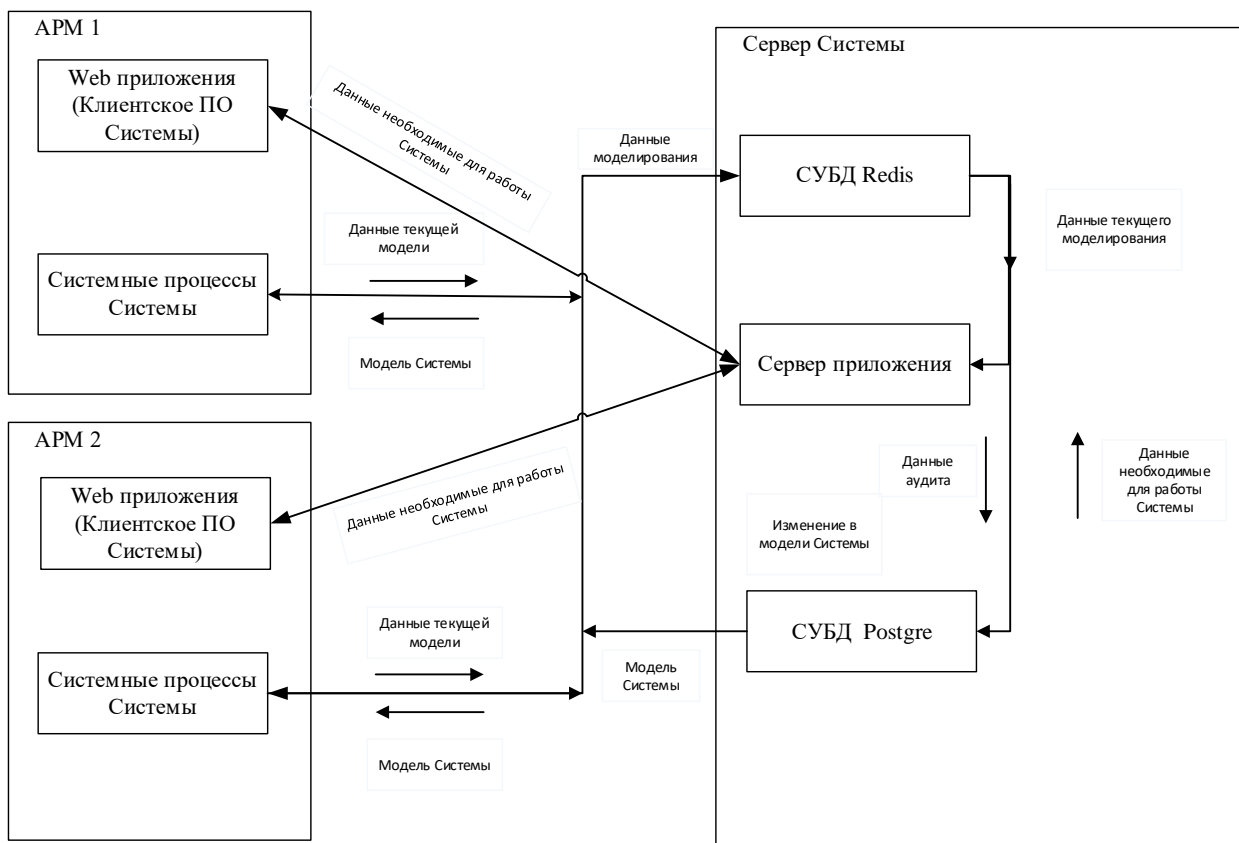 АРМ 1
Web приложения
(Клиентское ПО
Системы)
Системные процессы
Системы
Данные необходимые для работы
Системы
Данные текущей
модели
Модель Системы
АРМ 2
Web приложения
(Клиентское ПО
Системы)
Системные процессы
Системы
Данные необходимые для работы
Системы
Данные текущей
модели
Модель Системы
Данные
моделирования
Модель
Системы
Сервер Системы
СУБД Redis
Данные текущего
моделирования
Сервер приложения
Данные
аудита
Данные
необходимые
для работы
Системы
Изменение в
модели Системы
СУБД Postgre